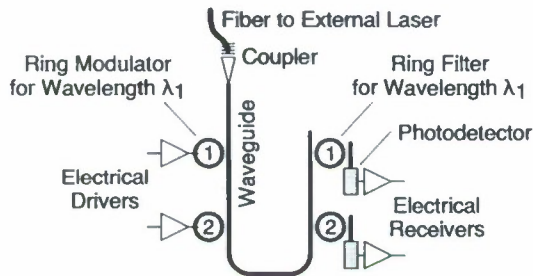 Fiber to External Laser
Coupler
Ring Modulator
for Wavelength λ1
Ring Filter
for Wavelength λ1
Photodetector
Waveguide
1
1
Electrical
Drivers
2
2
Electrical
Receivers